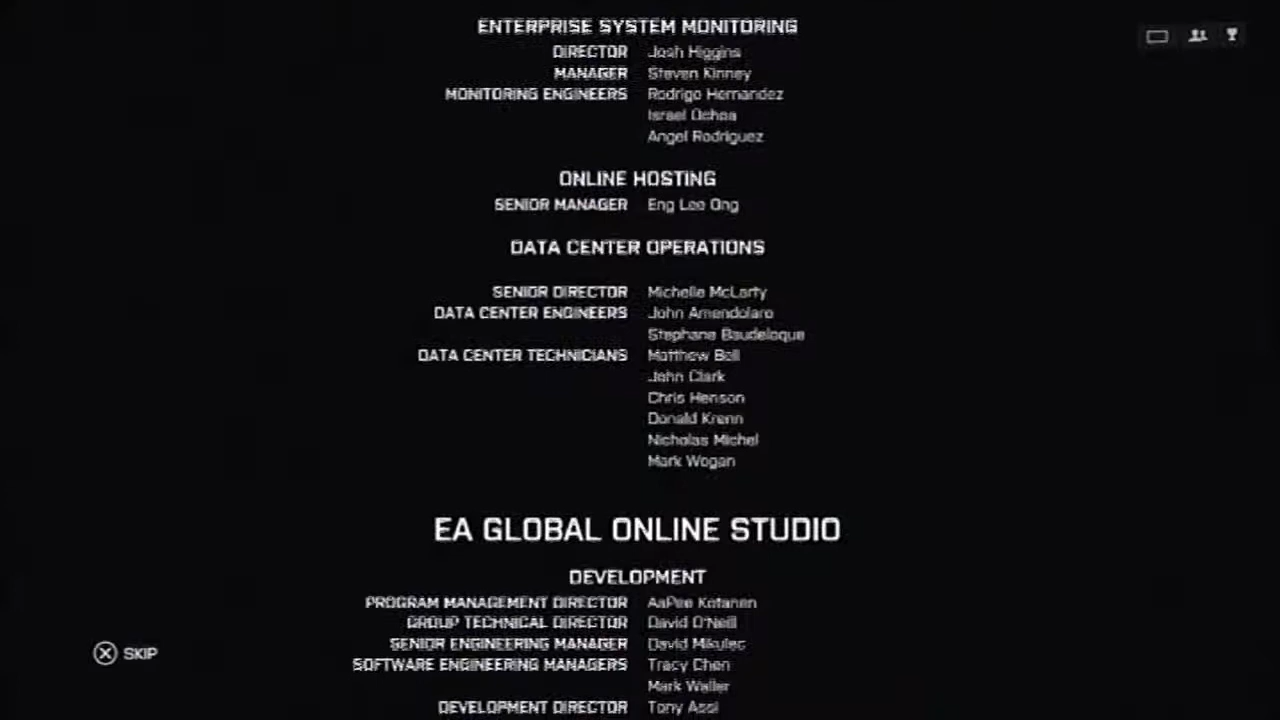 ENTERPRISE SYSTEM MONITORING
DIRECTOR Josh Higgins
MANAGER Steven Kinney
MONITORING ENGINEERS Rodrigo Hernandez
Israel Ochoa
Angel Rodriguez
ONLINE HOSTING
SENIOR MANAGER Eng Lee Ong
DATA CENTER OPERATIONS
SENIOR DIRECTOR Michelle McLarty
DATA CENTER ENGINEERS John Amendolaro
Stephane Baudeloque
DATA CENTER TECHNICIANS Matthew Bell
John Clark
Chris Henson
Donald Krenn
Nicholas Michel
Mark Wogan
EA GLOBAL ONLINE STUDIO
DEVELOPMENT
PROGRAM MANAGEMENT DIRECTOR AaPee Kotanen
GROUP TECHNICAL DIRECTOR David O'Neill
SENIOR ENGINEERING MANAGER David Mikulec
SOFTWARE ENGINEERING MANAGERS Tracy Chen
Mark Waller
DEVELOPMENT DIRECTOR Tony Assi
SKIP